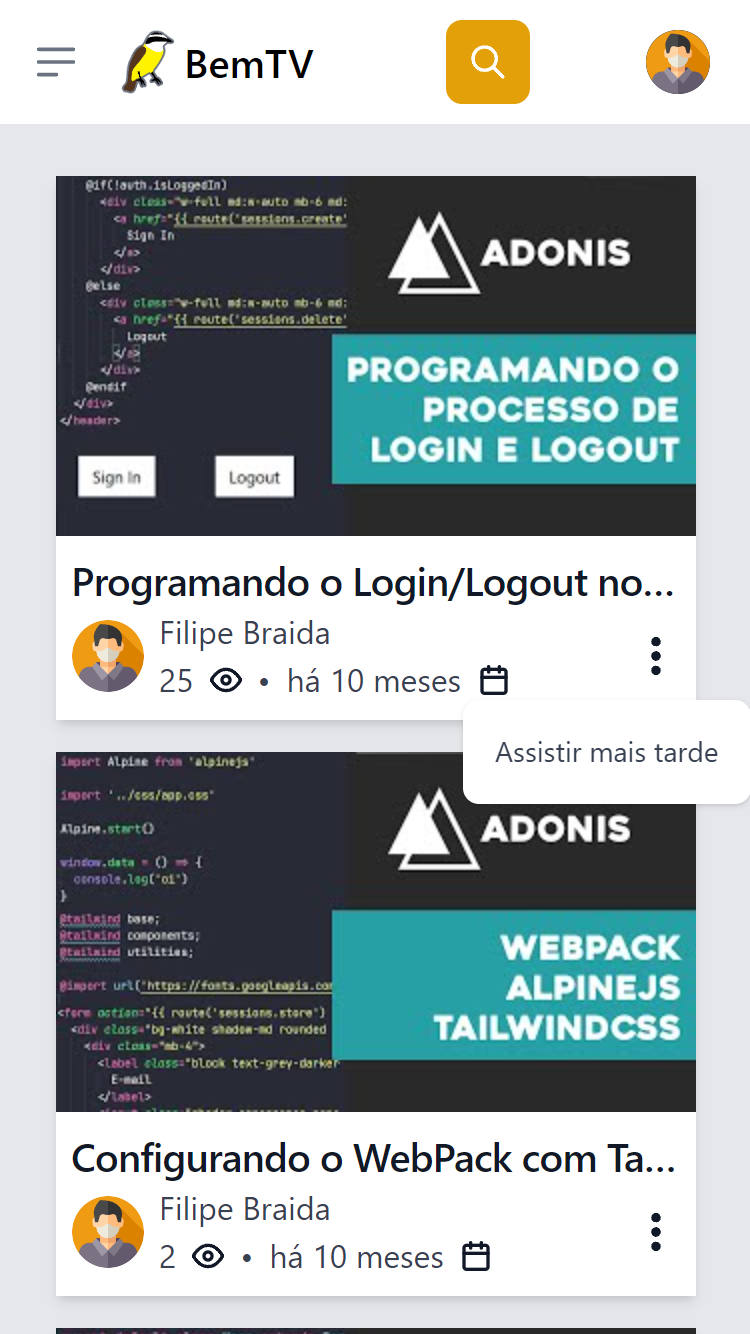 BemTV
@if(!auth.isLoggedIn)
<div class="w-full md:w-auto mb-6 md:
<a href="{{ route('sessions.create'
Sign In
</a>
</div>
@else
<div class="w-full md:w-auto mb-6 md:
<a href="{{ route('sessions.delete'
Logout
</a>
</div>
@endif
</div>
</header>
Sign In
Logout
ADONIS
PROGRAMANDO O
PROCESSO DE
LOGIN E LOGOUT
Programando o Login/Logout no...
Filipe Braida
25 • há 10 meses
Assistir mais tarde
import Alpine from 'alpinejs'
import '../css/app.css'
Alpine.start()
window.data = () => {
console.log("oi")
}
@tailwind base;
@tailwind components;
@tailwind utilities;
@import url('https://fonts.googleapis.com
<form action="{{ route('sessions.store')
<div class="bg-white shadow-md rounded
<div class="mb-4">
<label class="block text-grey-darker
E-mail
</label>
ADONIS
WEBPACK
ALPINEJS
TAILWINDCSS
Configurando o WebPack com Ta...
Filipe Braida
2 • há 10 meses